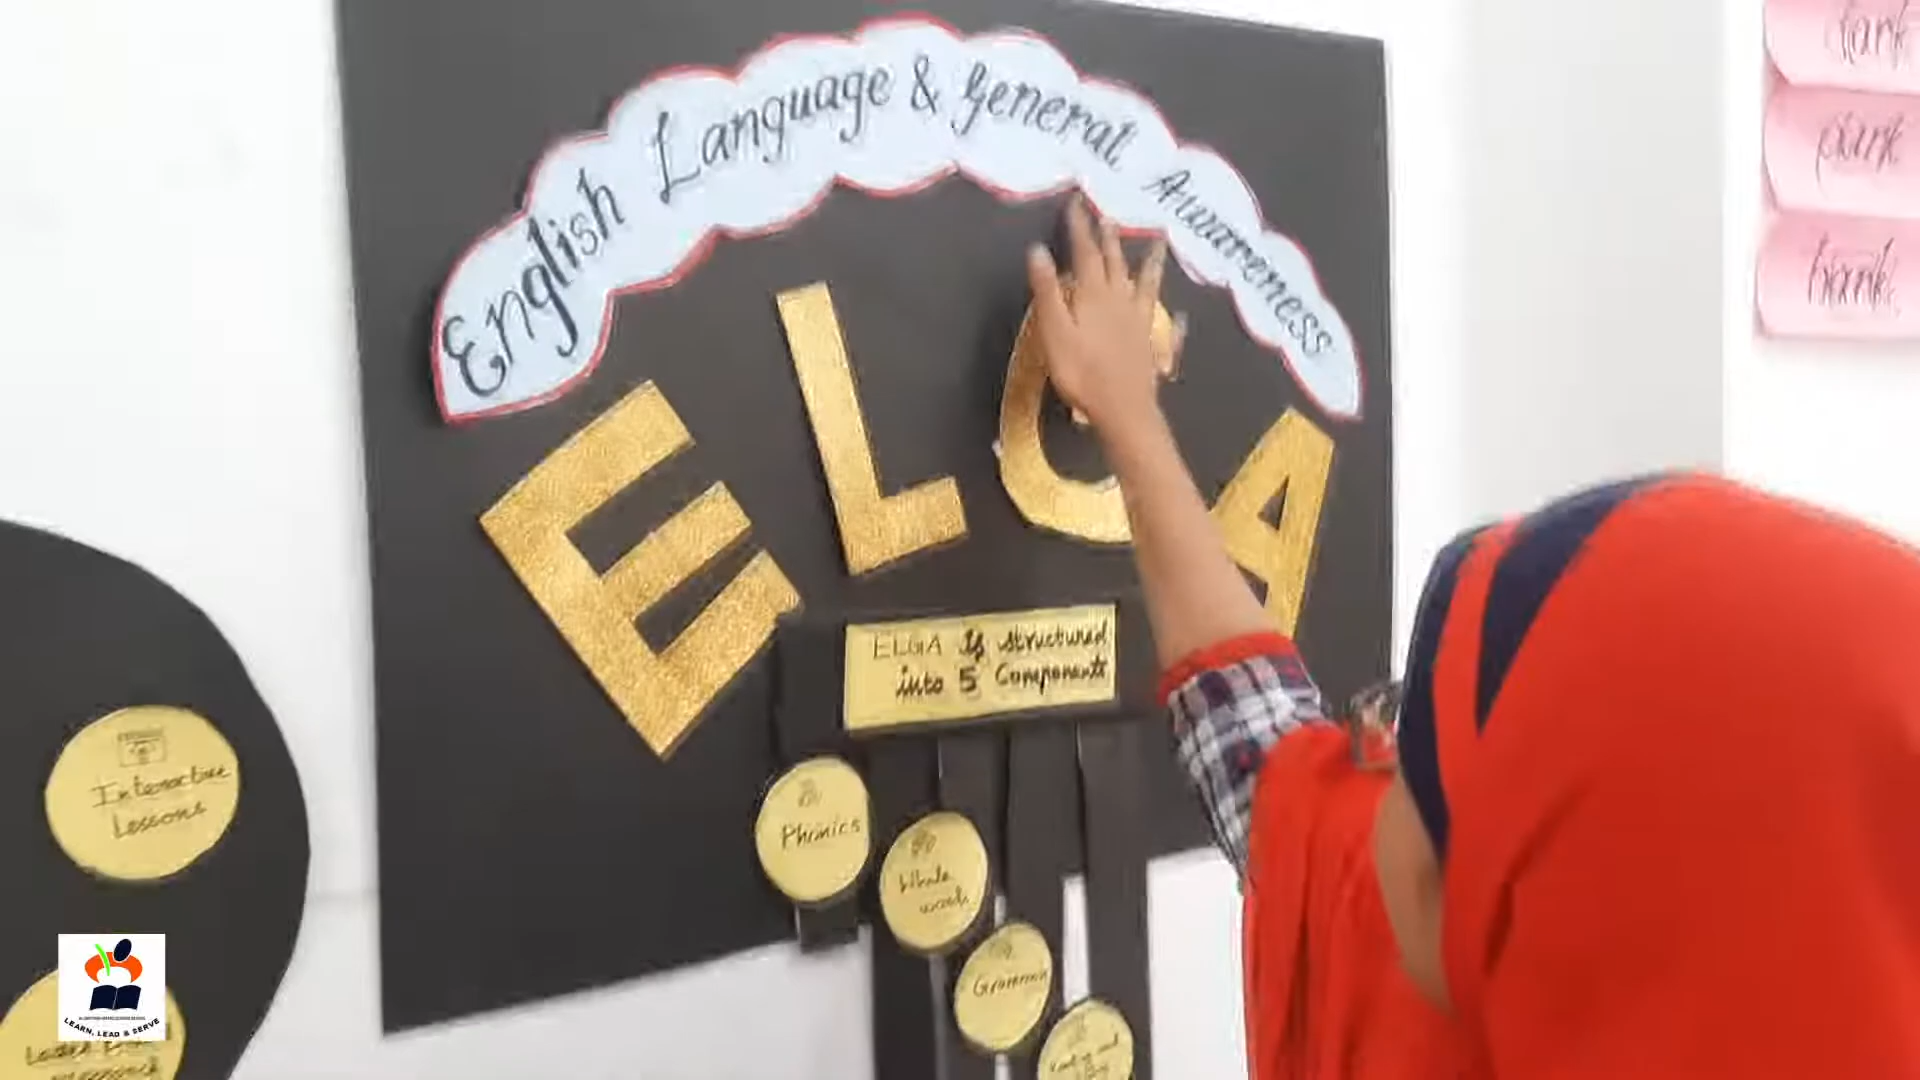 English Language & General Awareness
ELGA
ELGA is structured
into 5 Components
Phonics
Whole
words
Grammar
Interactive
Lessons
park
LEARN, LEAD & SERVE